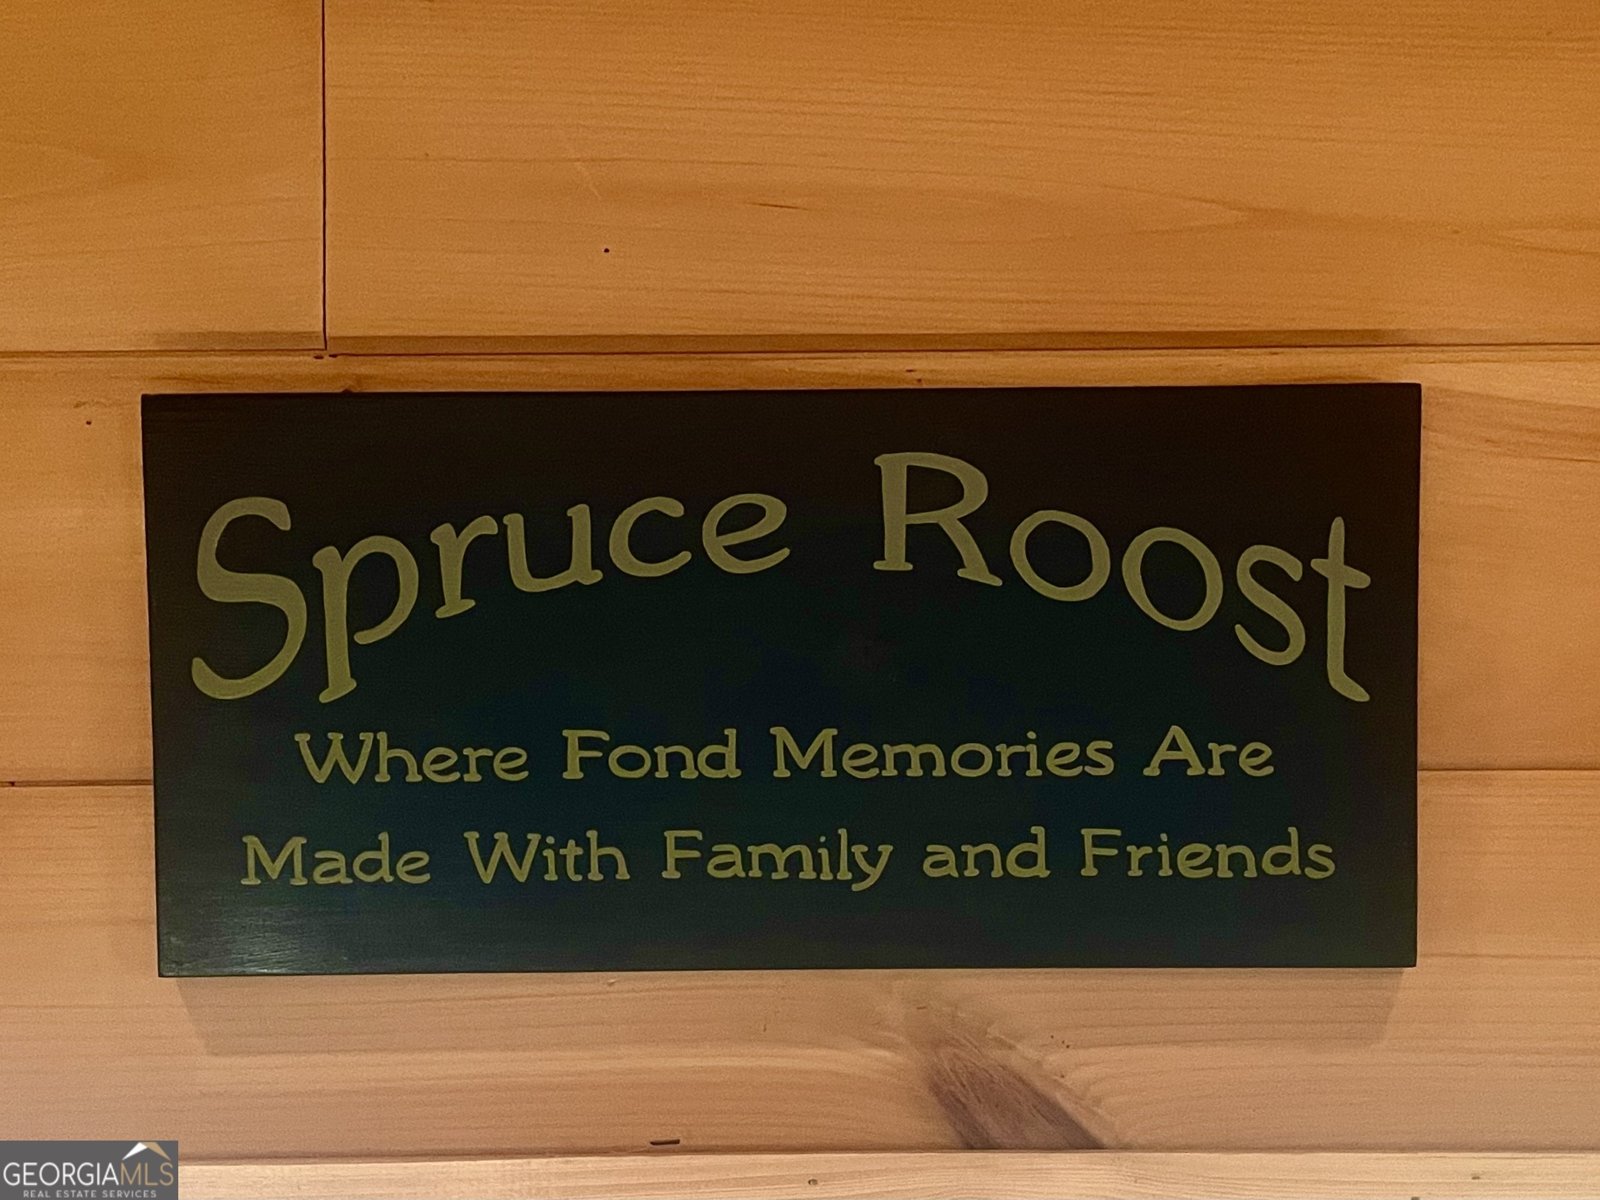 Spruce Roost
Where Fond Memories Are
Made With Family and Friends
GEORGIAMLS
REAL ESTATE SERVICES